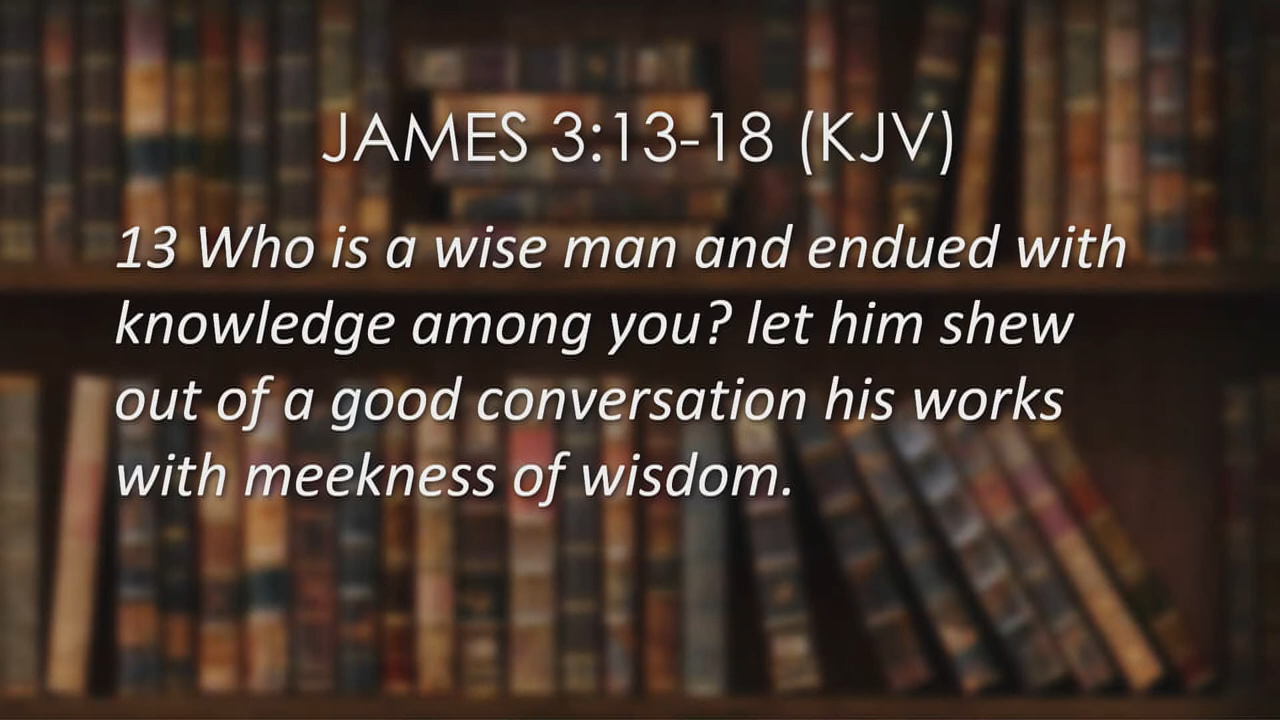 JAMES 3:13-18 (KJV)
13 Who is a wise man and endued with
knowledge among you? let him shew
out of a good conversation his works
with meekness of wisdom.